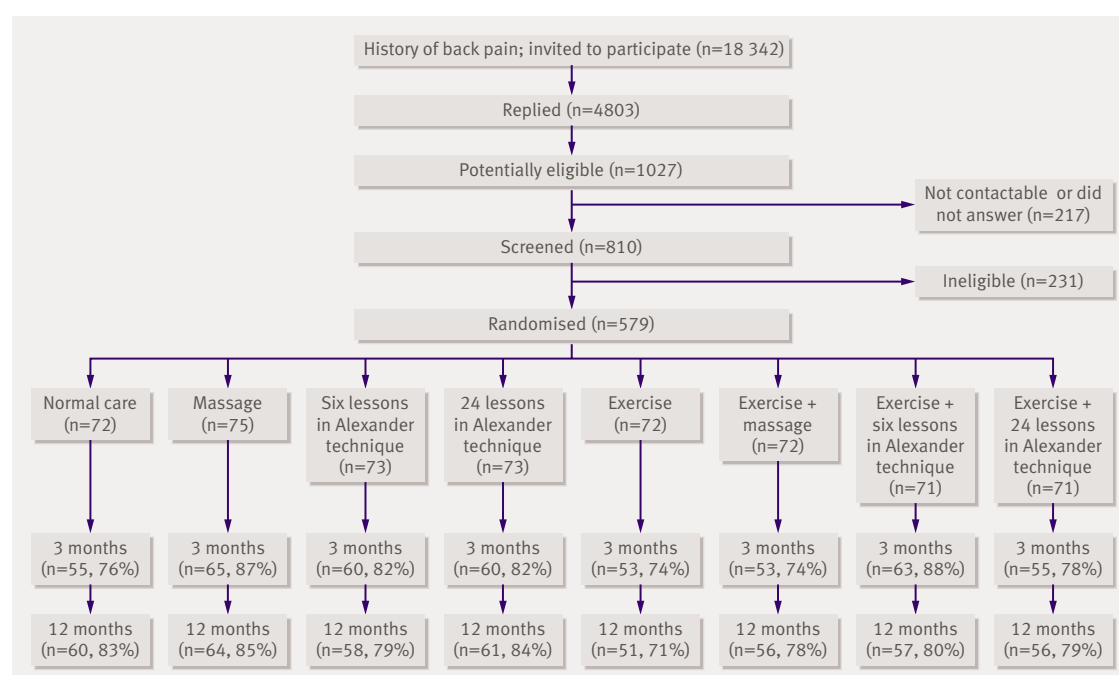 History of back pain; invited to participate (n=18 342)
Replied (n=4803)
Potentially eligible (n=1027)
Not contactable or did
not answer (n=217)
Screened (n=810)
Ineligible (n=231)
Randomised (n=579)
Normal care
(n=72)
Massage
(n=75)
Six lessons
in Alexander
technique
(n=73)
24 lessons
in Alexander
technique
(n=73)
Exercise
(n=72)
Exercise +
massage
(n=72)
Exercise +
six lessons
in Alexander
technique
(n=71)
Exercise +
24 lessons
in Alexander
technique
(n=71)
3 months
(n=55, 76%)
3 months
(n=65, 87%)
3 months
(n=60, 82%)
3 months
(n=60, 82%)
3 months
(n=53, 74%)
3 months
(n=53, 74%)
3 months
(n=63, 88%)
3 months
(n=55, 78%)
12 months
(n=60, 83%)
12 months
(n=64, 85%)
12 months
(n=58, 79%)
12 months
(n=61, 84%)
12 months
(n=51, 71%)
12 months
(n=56, 78%)
12 months
(n=57, 80%)
12 months
(n=56, 79%)